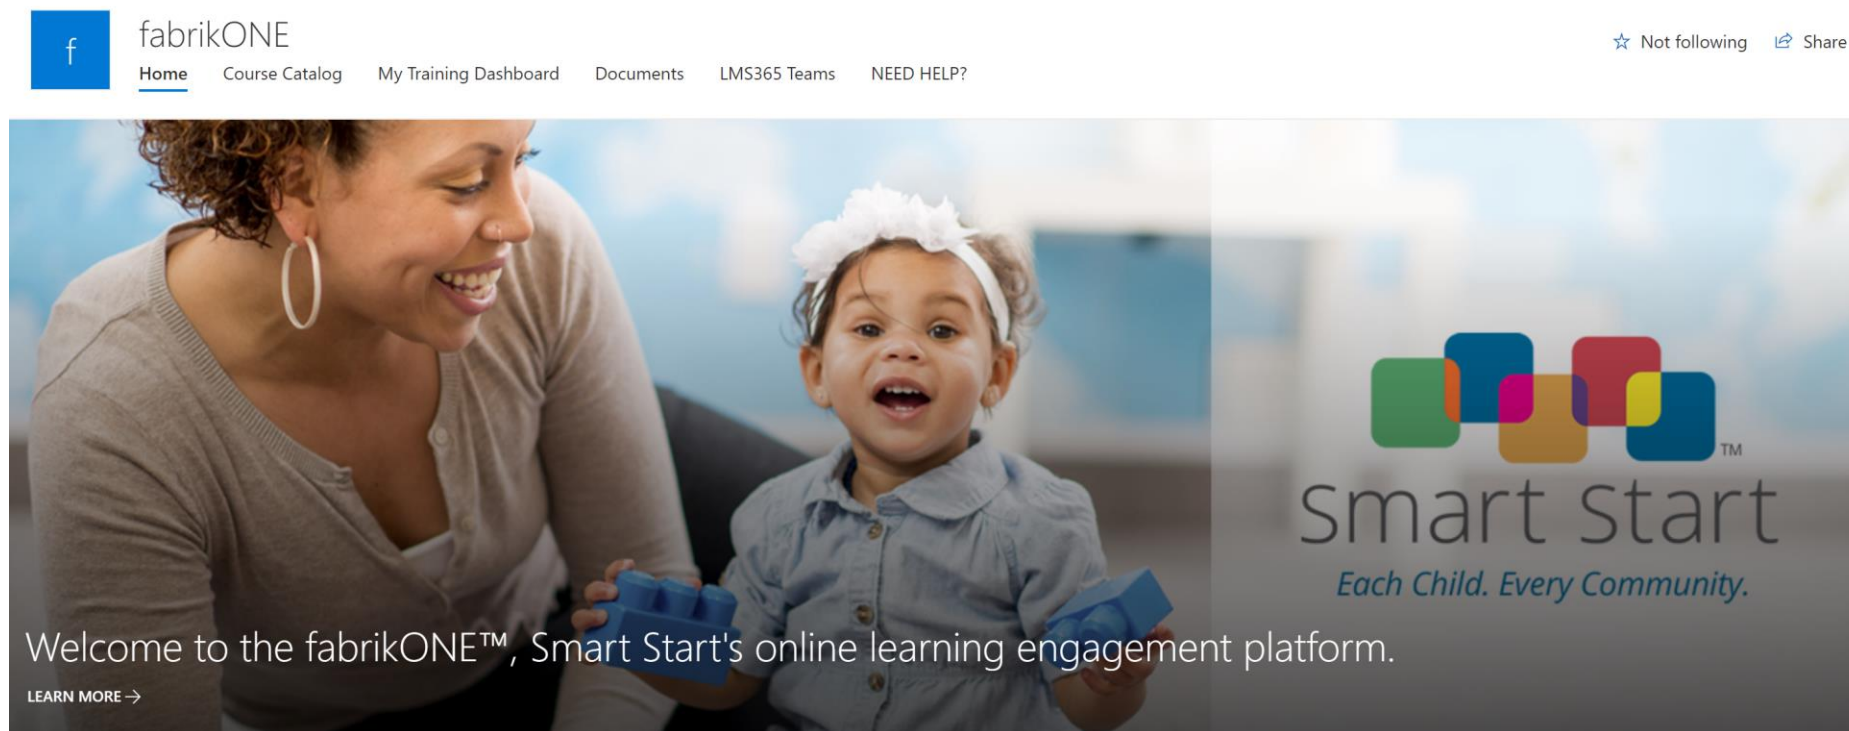 f
fabrikONE
Not following
Share
Home
Course Catalog
My Training Dashboard
Documents
LMS365 Teams
NEED HELP?
TM
Smart Start
Each Child. Every Community.
Welcome to the fabrikONE™, Smart Start's online learning engagement platform.
LEARN MORE →